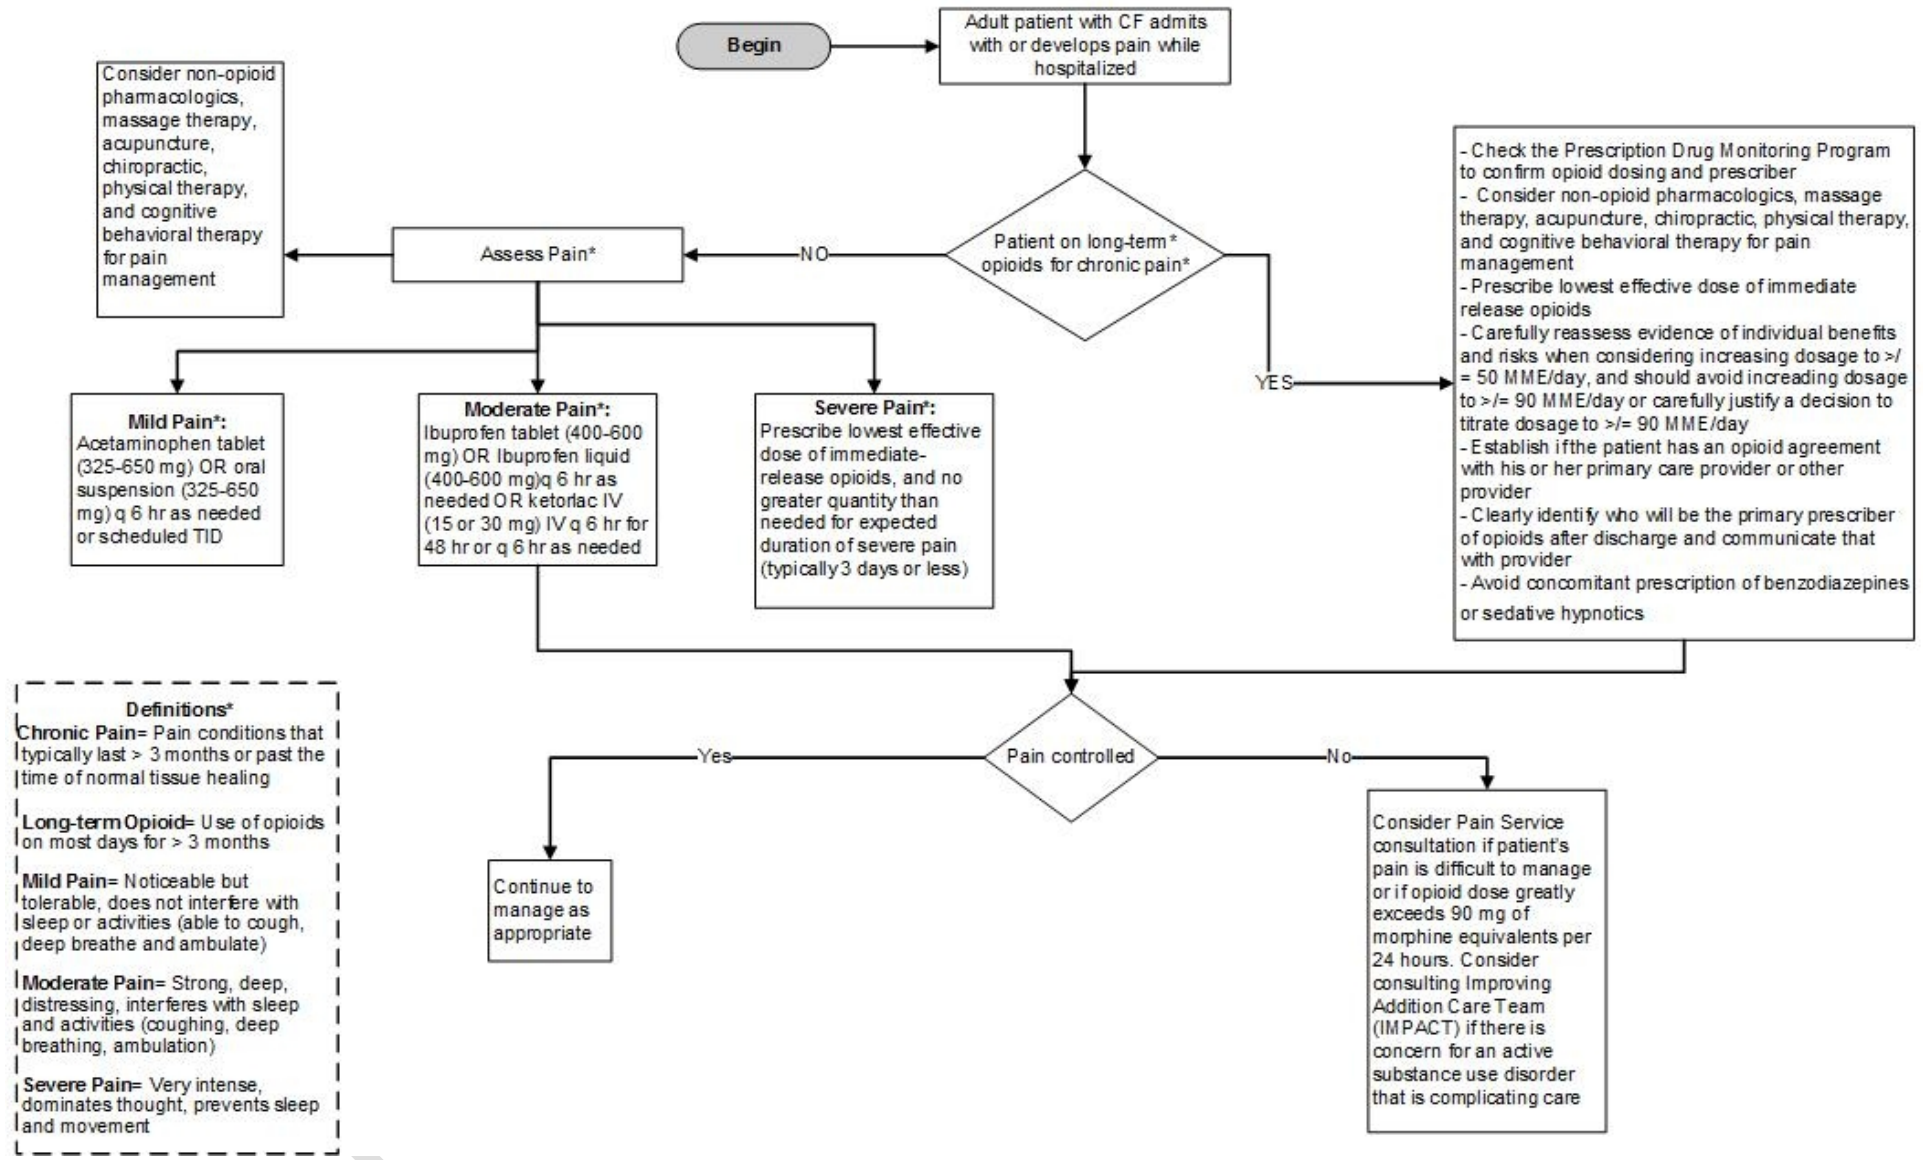 Begin
Adult patient with CF admits
with or develops pain while
hospitalized
Consider non-opioid
pharmacologics,
massage therapy,
acupuncture,
chiropractic,
physical therapy,
and cognitive
behavioral therapy
for pain
management
Assess Pain*
NO
Patient on long-term*
opioids for chronic pain*
YES
- Check the Prescription Drug Monitoring Program
to confirm opioid dosing and prescriber
- Consider non-opioid pharmacologics, massage
therapy, acupuncture, chiropractic, physical therapy,
and cognitive behavioral therapy for pain
management
- Prescribe lowest effective dose of immediate
release opioids
- Carefully reassess evidence of individual benefits
and risks when considering increasing dosage to >/
= 50 MME/day, and should avoid increading dosage
to >/= 90 MME/day or carefully justify a decision to
titrate dosage to >/= 90 MME/day
- Establish if the patient has an opioid agreement
with his or her primary care provider or other
provider
- Clearly identify who will be the primary prescriber
of opioids after discharge and communicate that
with provider
- Avoid concomitant prescription of benzodiazepines
or sedative hypnotics
Mild Pain*:
Acetaminophen tablet
(325-650 mg) OR oral
suspension (325-650
mg) q 6 hr as needed
or scheduled TID
Moderate Pain*:
Ibuprofen tablet (400-600
mg) OR Ibuprofen liquid
(400-600 mg)q 6 hr as
needed OR ketorlac IV
(15 or 30 mg) IV q 6 hr for
48 hr or q 6 hr as needed
Severe Pain*:
Prescribe lowest effective
dose of immediate-
release opioids, and no
greater quantity than
needed for expected
duration of severe pain
(typically 3 days or less)
Definitions*
Chronic Pain= Pain conditions that
typically last > 3 months or past the
time of normal tissue healing
Long-term Opioid= Use of opioids
on most days for > 3 months
Mild Pain= Noticeable but
tolerable, does not interfere with
sleep or activities (able to cough,
deep breathe and ambulate)
Moderate Pain= Strong, deep,
distressing, interferes with sleep
and activities (coughing, deep
breathing, ambulation)
Severe Pain= Very intense,
dominates thought, prevents sleep
and movement
Pain controlled
Yes
No
Continue to
manage as
appropriate
Consider Pain Service
consultation if patient's
pain is difficult to manage
or if opioid dose greatly
exceeds 90 mg of
morphine equivalents per
24 hours. Consider
consulting Improving
Addition Care Team
(IMPACT) if there is
concern for an active
substance use disorder
that is complicating care